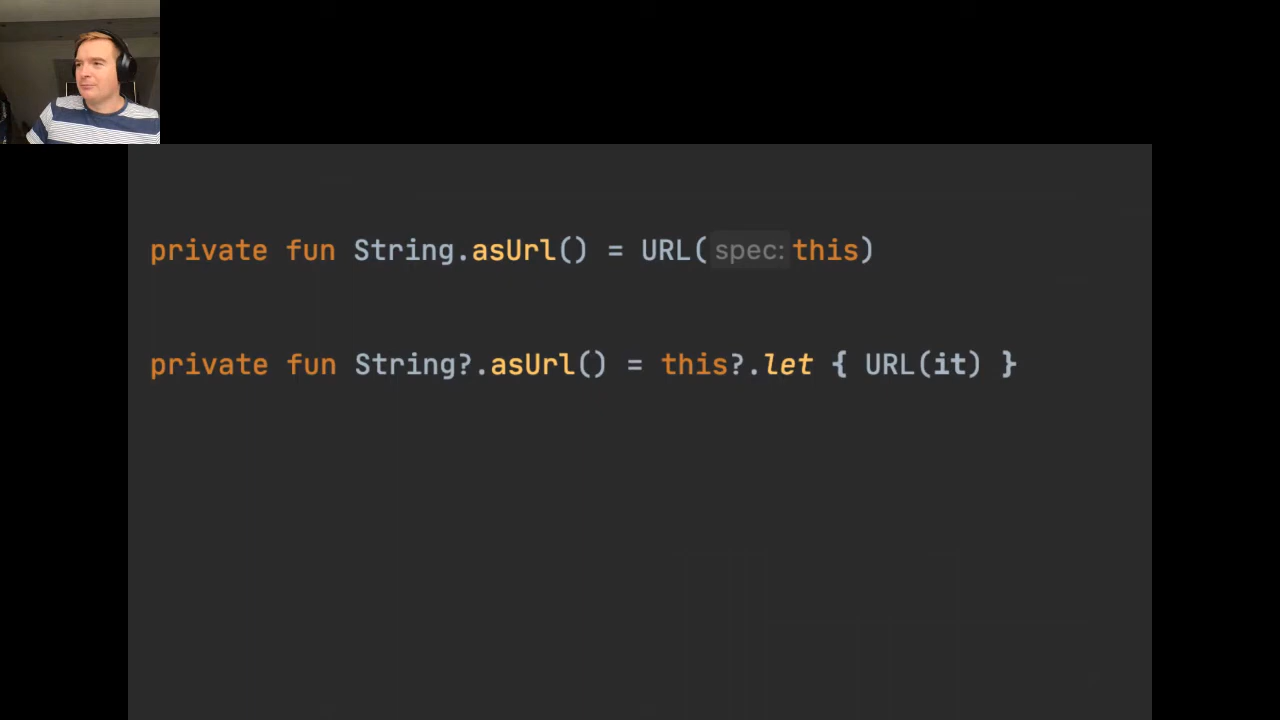 private fun String.asUrl() = URL(spec: this)
private fun String?.asUrl() = this?.let { URL(it) }